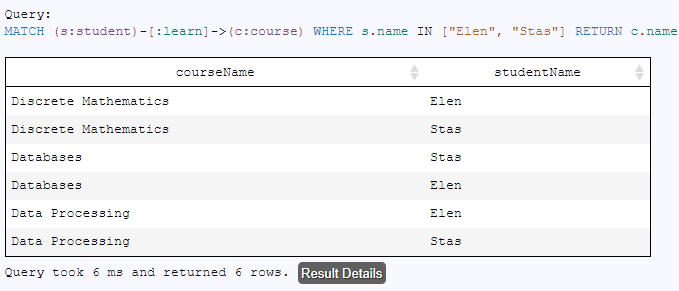 Query:
MATCH (s:student)-[:learn]->(c:course) WHERE s.name IN ["Elen", "Stas"] RETURN c.name
courseName studentName
Discrete Mathematics Elen
Discrete Mathematics Stas
Databases Stas
Databases Elen
Data Processing Elen
Data Processing Stas
Query took 6 ms and returned 6 rows. Result Details